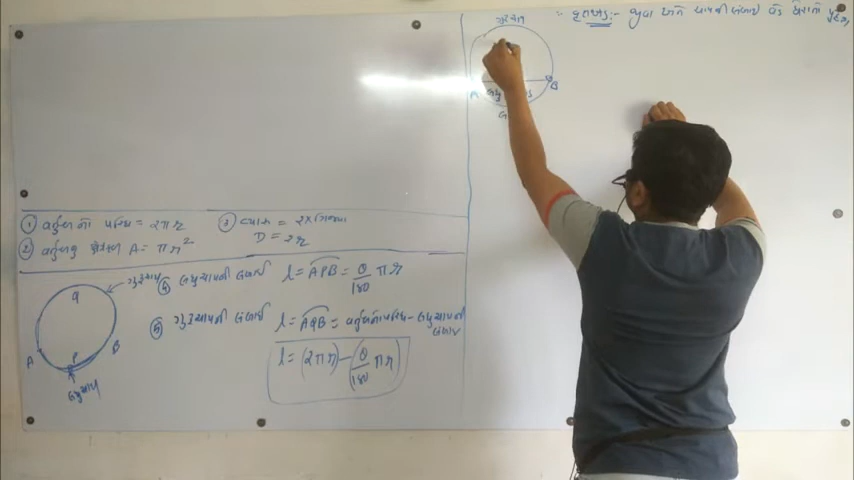 ① વર્તુળનો પરિઘ = 2πr
② વર્તુળનું ક્ષેત્રફળ A = πr²
③ વ્યાસ = 2 × ત્રિજ્યા
D = 2r
④ લઘુચાપની લંબાઈ l = APB = θ/180 πr
⑤ ગુરુચાપની લંબાઈ l = AQB = વર્તુળનો પરિઘ - લઘુચાપની લંબાઈ
l = (2πr) - (θ/180 πr)
ગુરુચાપ
Q
A
P
B
લઘુચાપ
ગુરુચાપ
A
B
લઘુ
વૃતખંડ :- જીવા અને ચાપની લંબાઈ વડે